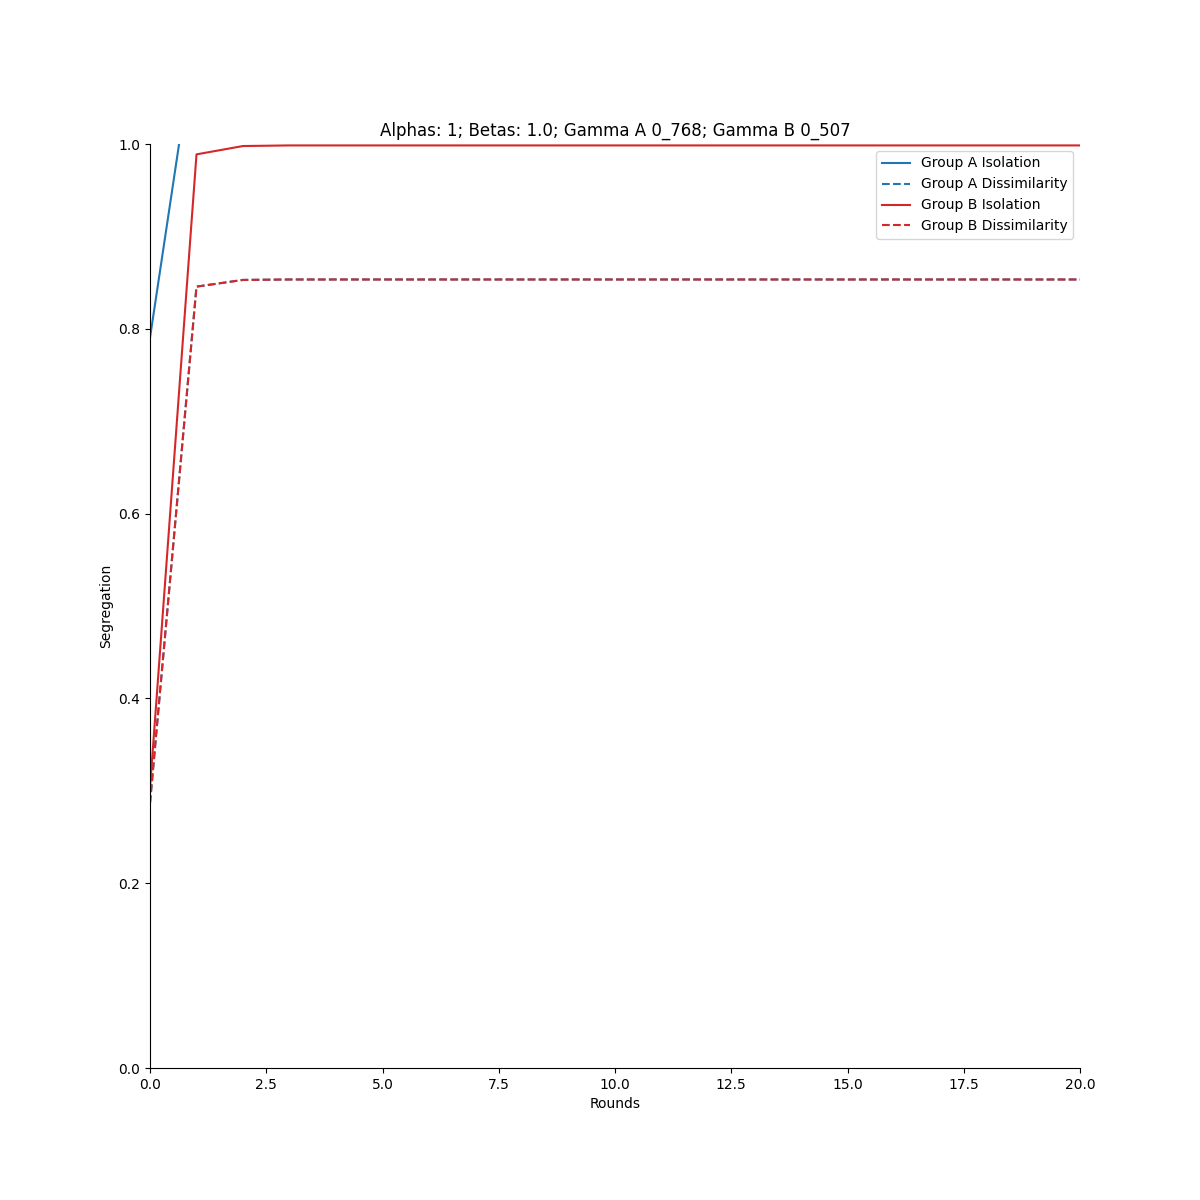 Alphas: 1; Betas: 1.0; Gamma A 0_768; Gamma B 0_507
1.0
0.8
0.6
0.4
0.2
0.0
Segregation
Group A Isolation
Group A Dissimilarity
Group B Isolation
Group B Dissimilarity
0.0 2.5 5.0 7.5 10.0 12.5 15.0 17.5 20.0
Rounds